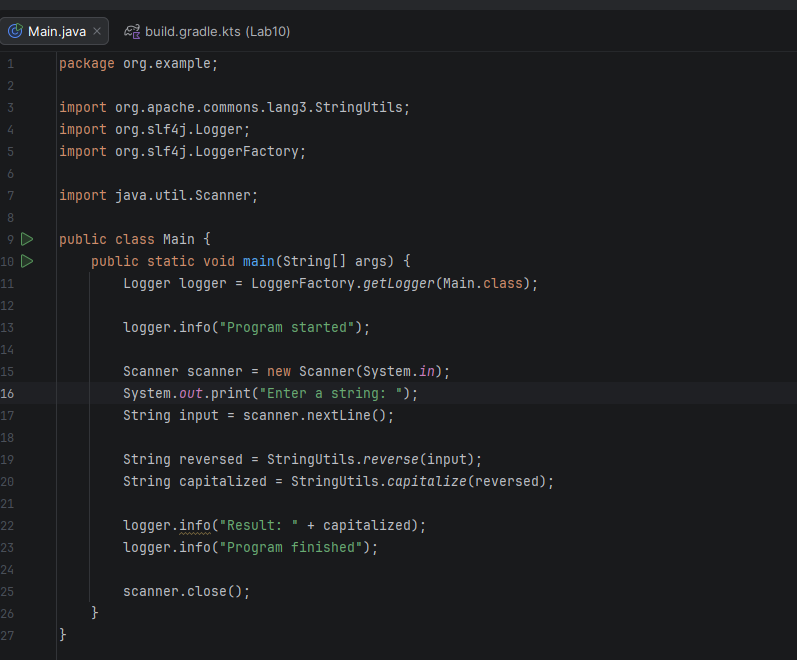 Main.java × build.gradle.kts (Lab10)
1 package org.example;
2
3 import org.apache.commons.lang3.StringUtils;
4 import org.slf4j.Logger;
5 import org.slf4j.LoggerFactory;
6
7 import java.util.Scanner;
8
9 public class Main {
10 public static void main(String[] args) {
11 Logger logger = LoggerFactory.getLogger(Main.class);
12
13 logger.info("Program started");
14
15 Scanner scanner = new Scanner(System.in);
16 System.out.print("Enter a string: ");
17 String input = scanner.nextLine();
18
19 String reversed = StringUtils.reverse(input);
20 String capitalized = StringUtils.capitalize(reversed);
21
22 logger.info("Result: " + capitalized);
23 logger.info("Program finished");
24
25 scanner.close();
26 }
27 }